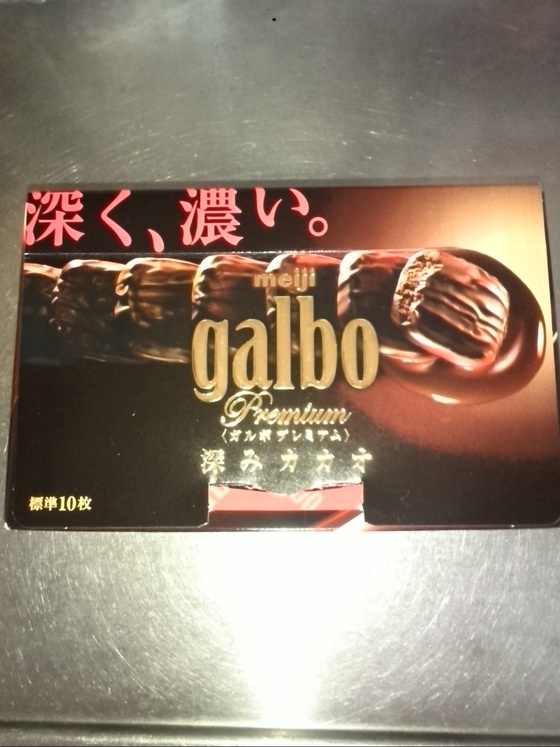 深く、濃い。
meiji
galbo
Premium
〈ガルボ プレミアム〉
深みカカオ
標準10枚